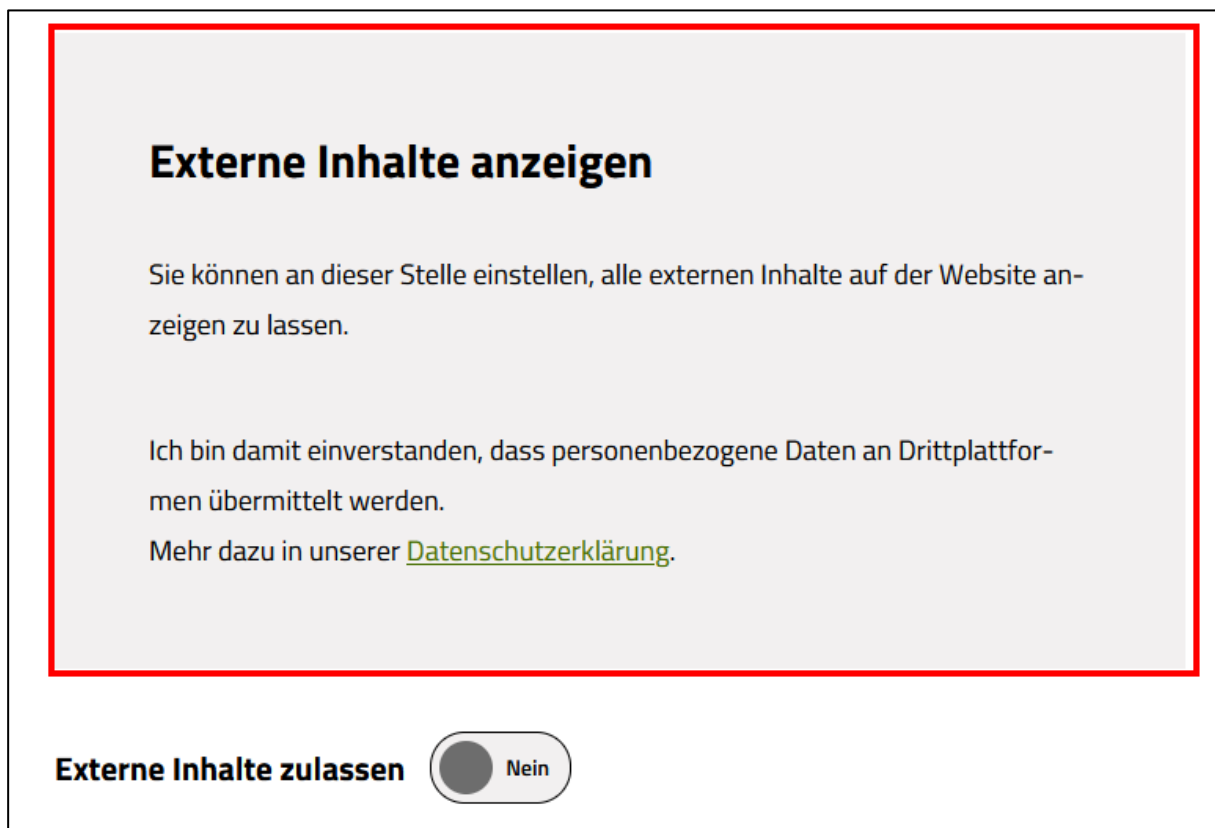 Externe Inhalte anzeigen
Sie können an dieser Stelle einstellen, alle externen Inhalte auf der Website an-
zeigen zu lassen.
Ich bin damit einverstanden, dass personenbezogene Daten an Drittplattfor-
men übermittelt werden.
Mehr dazu in unserer Datenschutzerklärung.
Externe Inhalte zulassen Nein